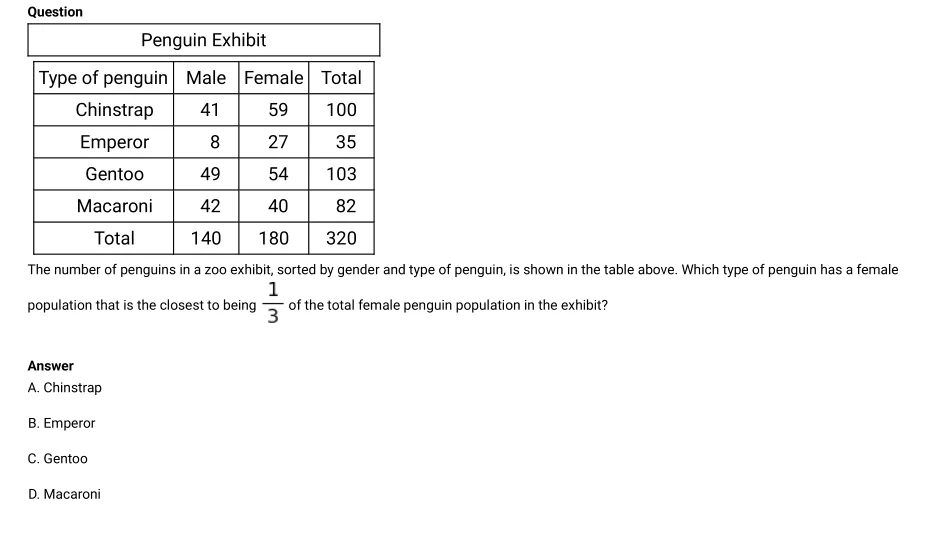 Question
Penguin Exhibit
Type of penguin Male Female Total
Chinstrap 41 59 100
Emperor 8 27 35
Gentoo 49 54 103
Macaroni 42 40 82
Total 140 180 320
The number of penguins in a zoo exhibit, sorted by gender and type of penguin, is shown in the table above. Which type of penguin has a female
population that is the closest to being 1/3 of the total female penguin population in the exhibit?
Answer
A. Chinstrap
B. Emperor
C. Gentoo
D. Macaroni